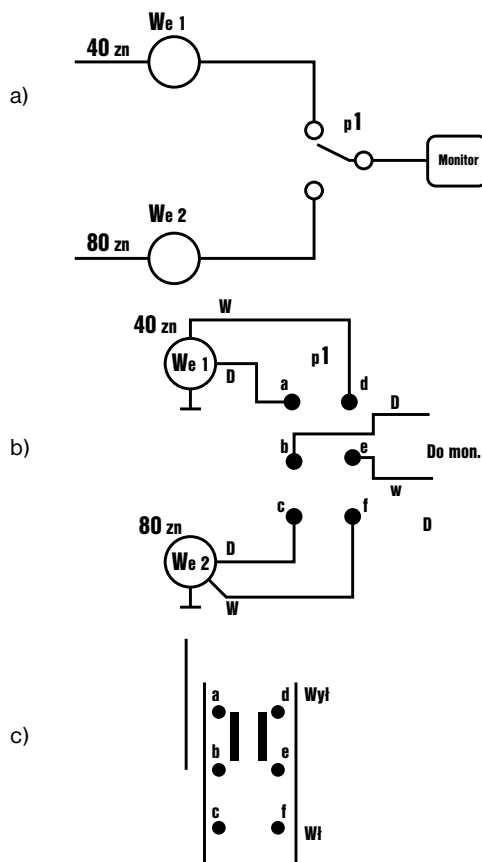 We 1
40 zn
a)
p1
Monitor
We 2
80 zn
W
40 zn
We 1
D
p1
a
d
D
b)
b
e
Do mon.
w
c
f
D
80 zn
D
We 2
W
a
d
Wył
c)
b
e
c
f
Wł